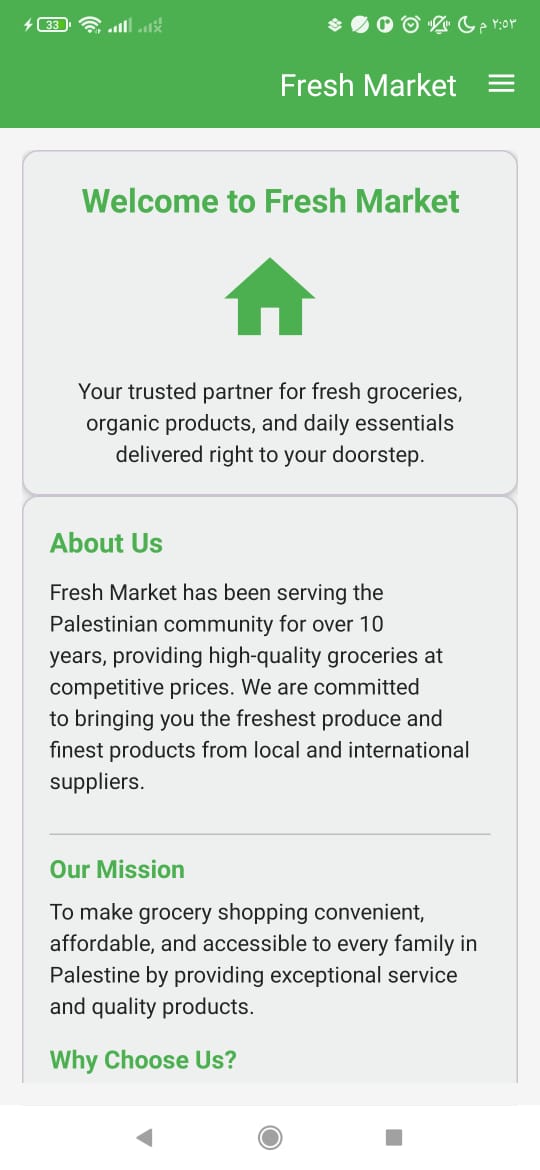 33
٢:٥٣ م
Fresh Market
Welcome to Fresh Market
Your trusted partner for fresh groceries,
organic products, and daily essentials
delivered right to your doorstep.
About Us
Fresh Market has been serving the
Palestinian community for over 10
years, providing high-quality groceries at
competitive prices. We are committed
to bringing you the freshest produce and
finest products from local and international
suppliers.
Our Mission
To make grocery shopping convenient,
affordable, and accessible to every family in
Palestine by providing exceptional service
and quality products.
Why Choose Us?